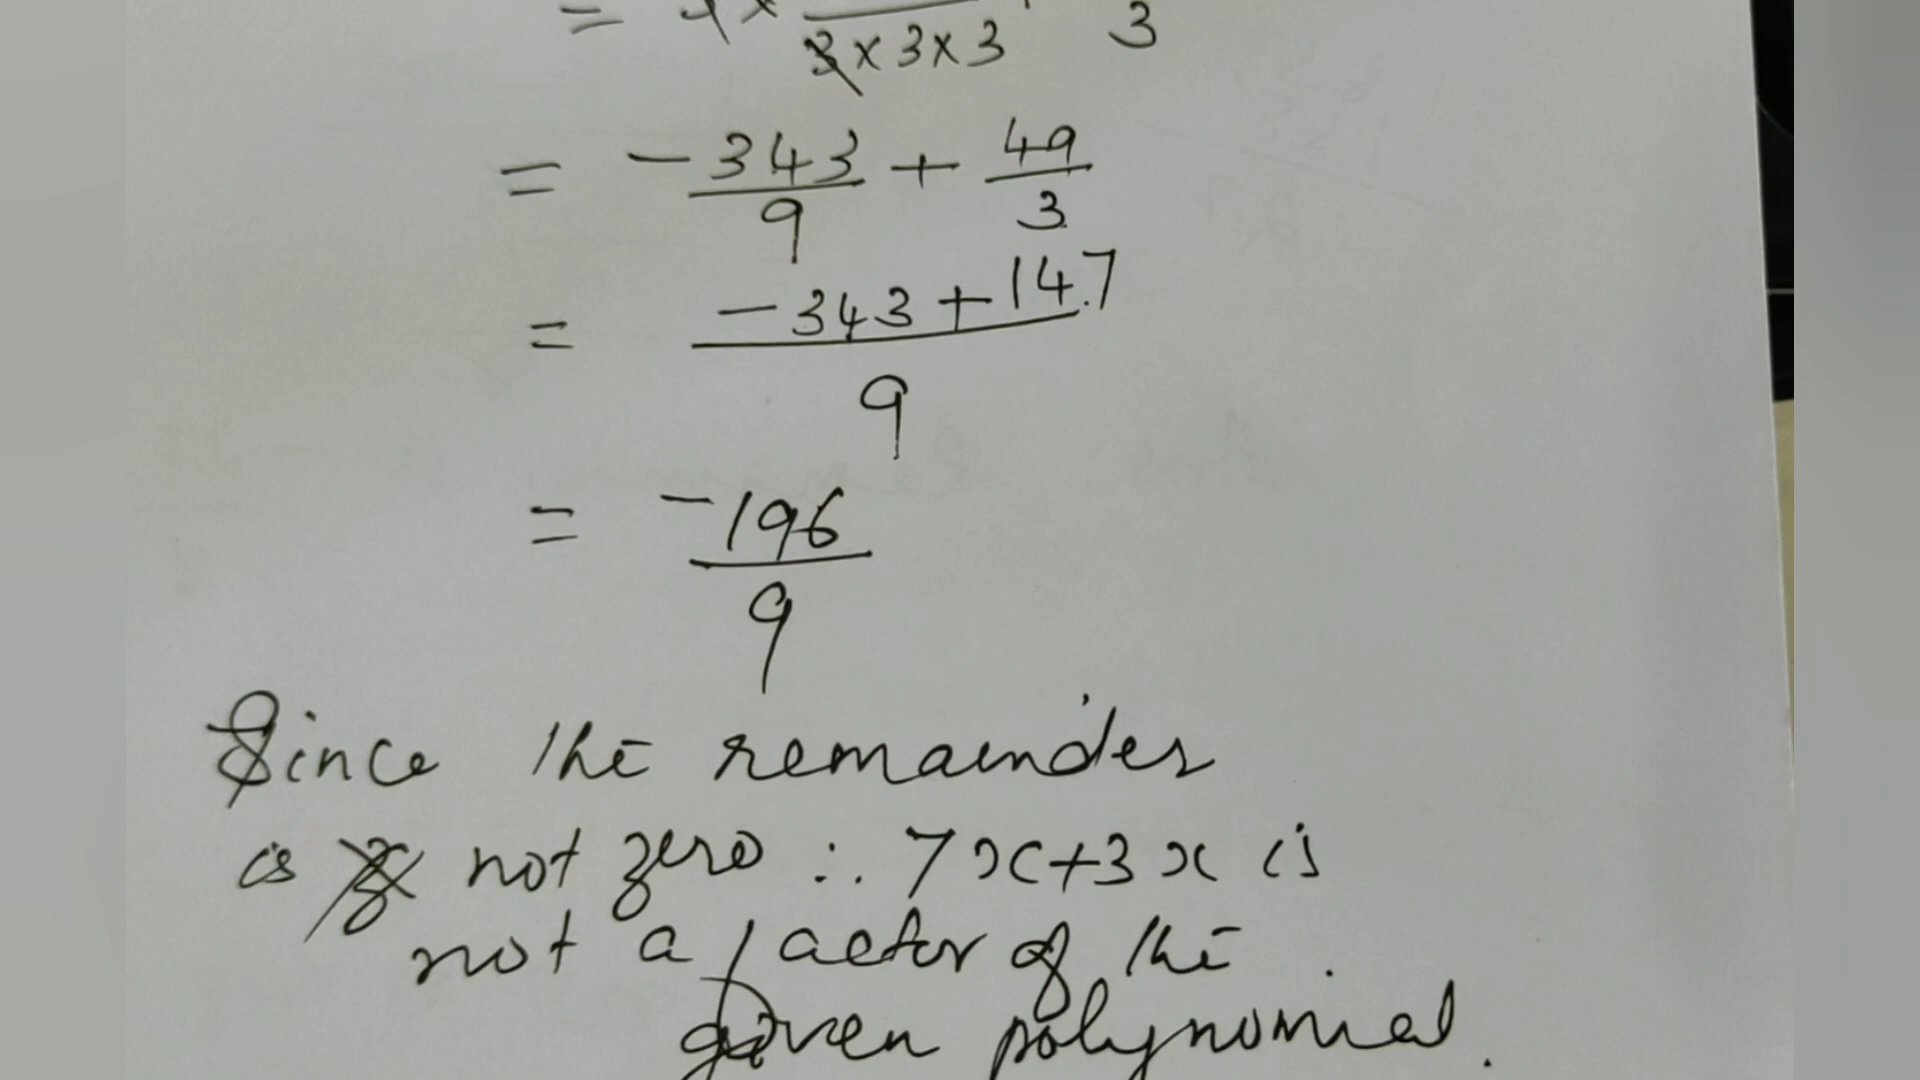 =
3 × 3 × 3 3
= -343/9 + 49/3
= -343 + 147/9
= -196/9
Since the remainder
is not zero ∴ 7x+3x is
not a factor of the
given polynomial.